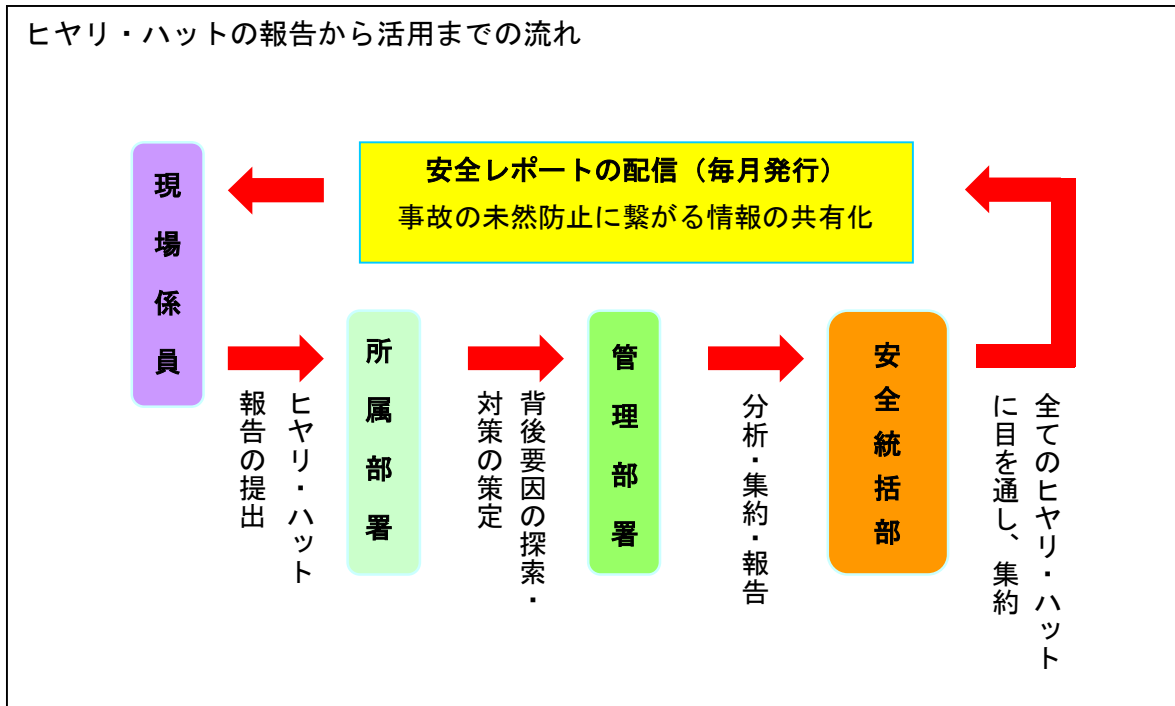 ヒヤリ・ハットの報告から活用までの流れ
安全レポートの配信（毎月発行）
事故の未然防止に繋がる情報の共有化
現場係員
ヒヤリ・ハット
報告の提出
所属部署
背後要因の探索・
対策の策定
管理部署
分析・集約・報告
安全統括部
全てのヒヤリ・ハット
に目を通し、集約